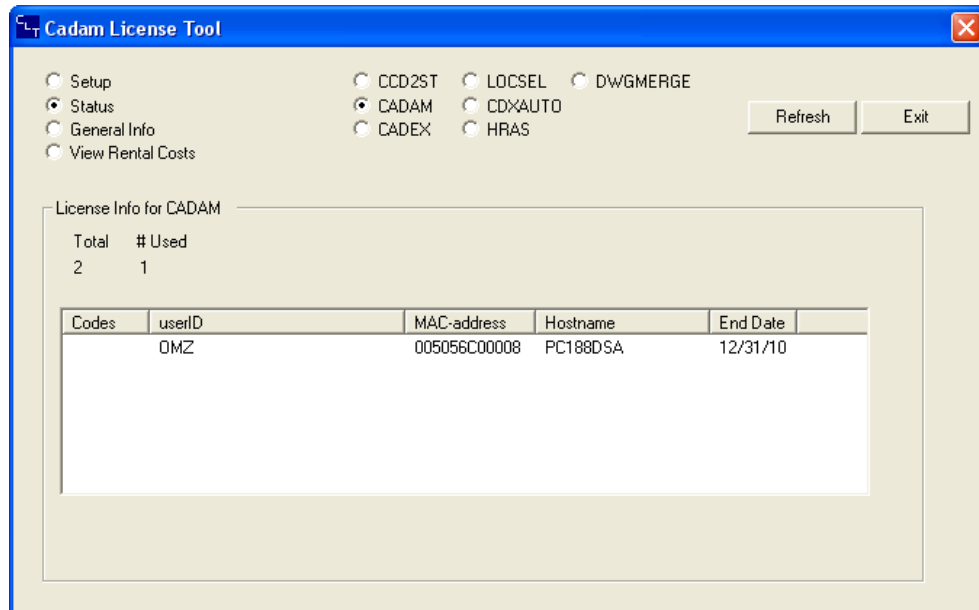 CLT Cadam License Tool
Setup CCD2ST LOCSEL DWGMERGE
Status CADAM CDXAUTO
General Info CADEX HRAS
View Rental Costs
Refresh Exit
License Info for CADAM
Total # Used
2 1
Codes userID MAC-address Hostname End Date
OMZ 005056C00008 PC188DSA 12/31/10